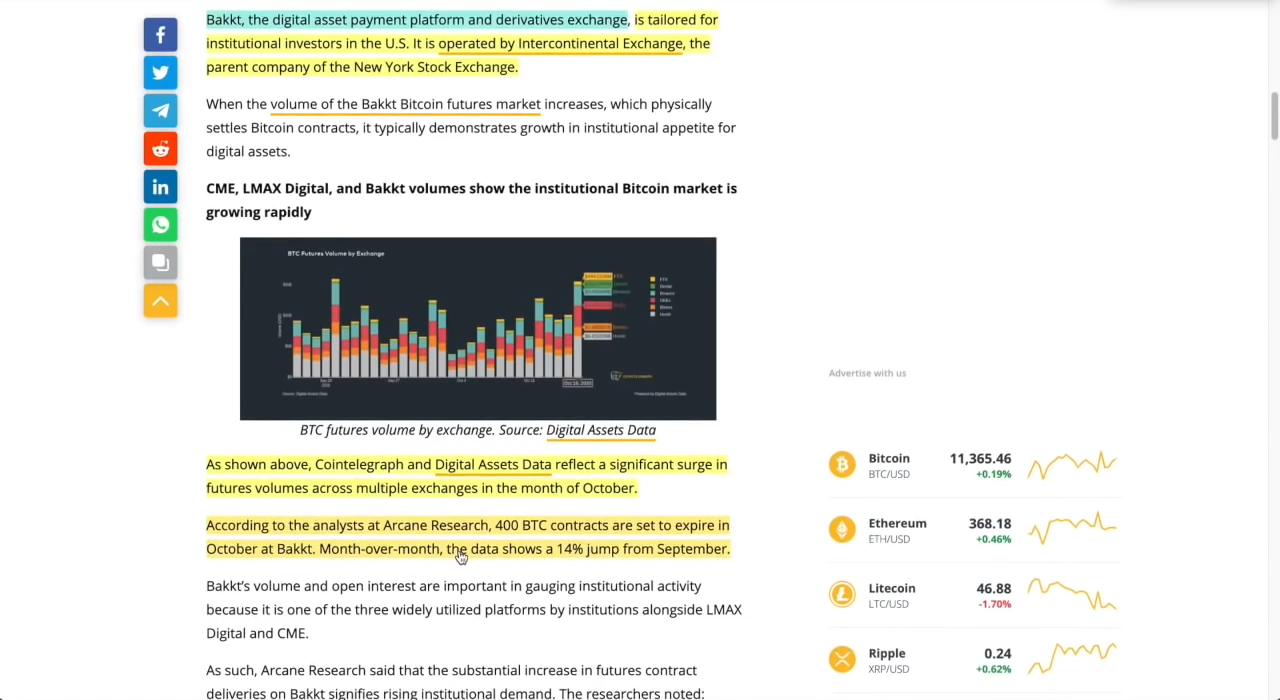 Bakkt, the digital asset payment platform and derivatives exchange, is tailored for
institutional investors in the U.S. It is operated by Intercontinental Exchange, the
parent company of the New York Stock Exchange.
When the volume of the Bakkt Bitcoin futures market increases, which physically
settles Bitcoin contracts, it typically demonstrates growth in institutional appetite for
digital assets.
CME, LMAX Digital, and Bakkt volumes show the institutional Bitcoin market is
growing rapidly
BTC Futures Volume by Exchange
BTC futures volume by exchange. Source: Digital Assets Data
As shown above, Cointelegraph and Digital Assets Data reflect a significant surge in
futures volumes across multiple exchanges in the month of October.
According to the analysts at Arcane Research, 400 BTC contracts are set to expire in
October at Bakkt. Month-over-month, the data shows a 14% jump from September.
Bakkt's volume and open interest are important in gauging institutional activity
because it is one of the three widely utilized platforms by institutions alongside LMAX
Digital and CME.
As such, Arcane Research said that the substantial increase in futures contract
deliveries on Bakkt signifies rising institutional demand. The researchers noted:
Advertise with us
Bitcoin 11,365.46
BTC/USD +0.19%
Ethereum 368.18
ETH/USD +0.46%
Litecoin 46.88
LTC/USD -1.70%
Ripple 0.24
XRP/USD +0.62%